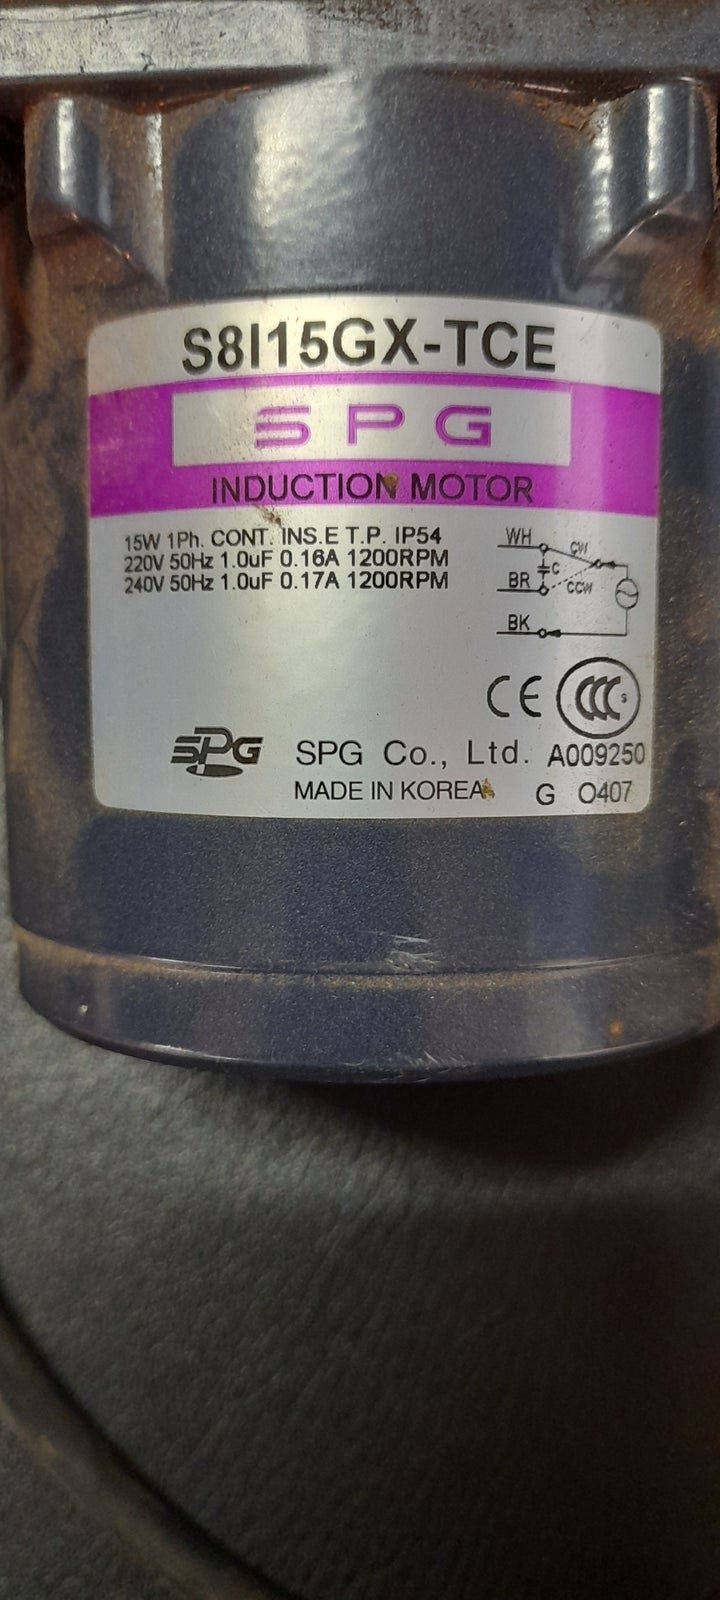 S8I15GX-TCE
SPG
INDUCTION MOTOR
15W 1Ph. CONT. INS.E T.P. IP54
220V 50Hz 1.0uF 0.16A 1200RPM
240V 50Hz 1.0uF 0.17A 1200RPM
WH
CW
C
BR
CCW
BK
CE CCC S
SPG SPG Co., Ltd. A009250
MADE IN KOREA G O407